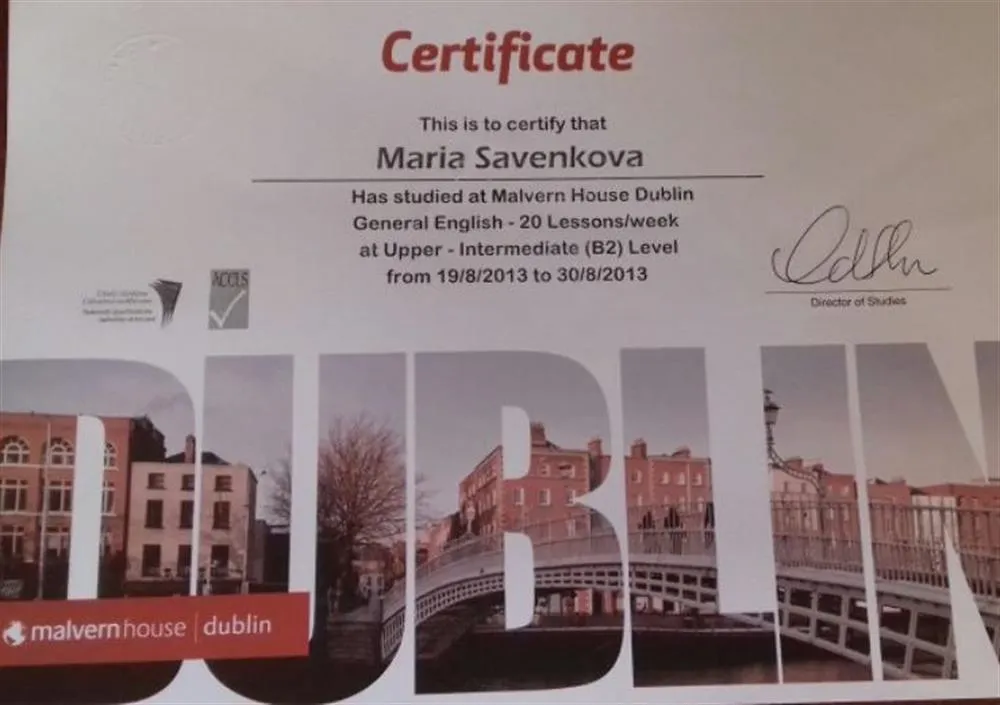 Certificate
This is to certify that
Maria Savenkova
Has studied at Malvern House Dublin
General English - 20 Lessons/week
at Upper - Intermediate (B2) Level
from 19/8/2013 to 30/8/2013
ACCLS
Director of Studies
DUBLIN
malvernhouse | dublin